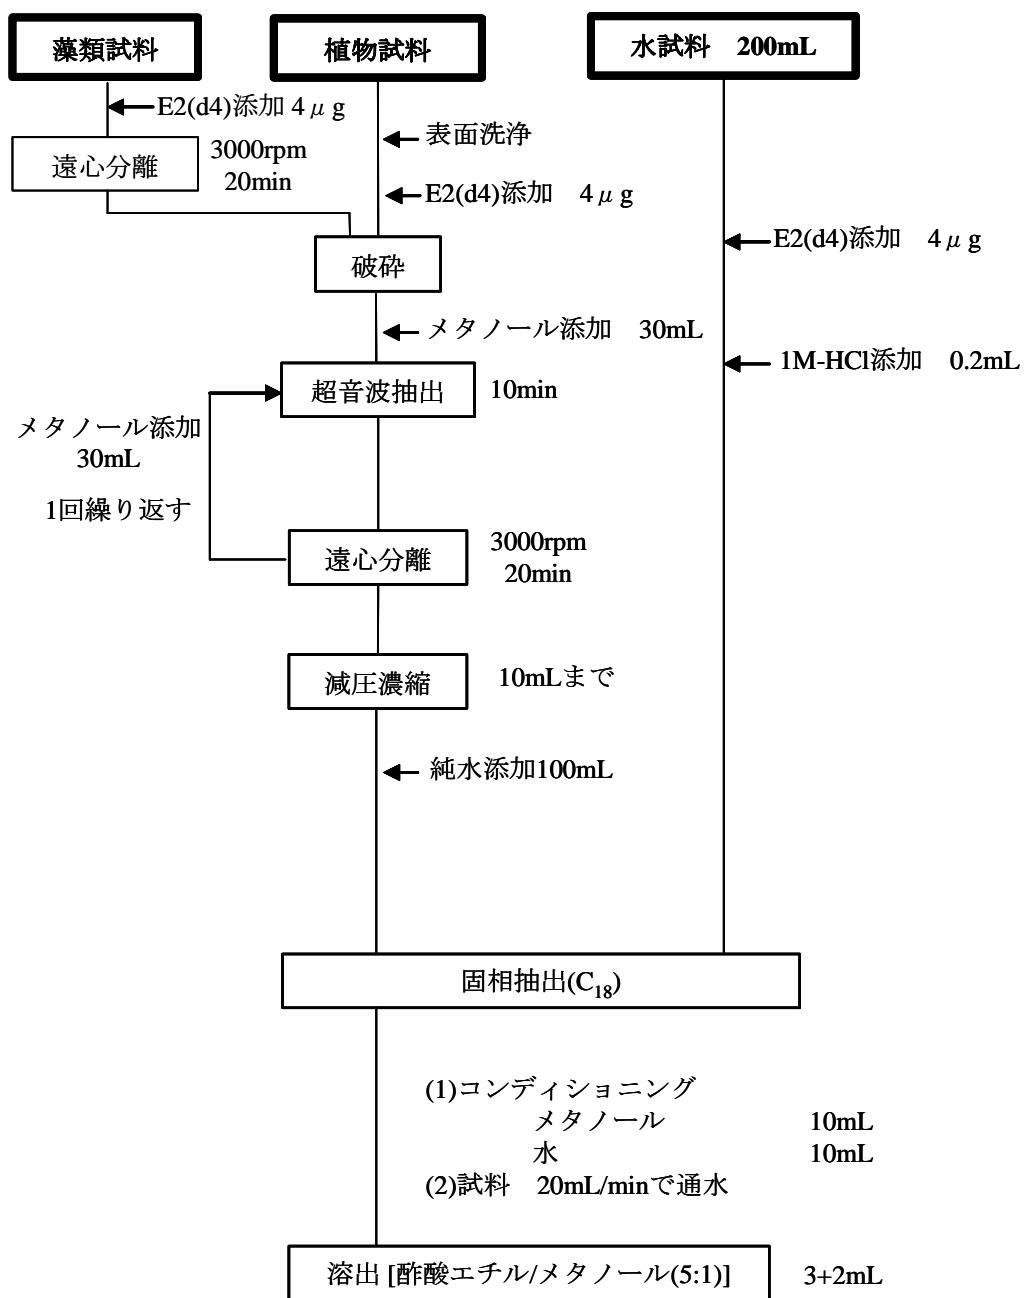 藻類試料
植物試料
水試料　200mL
E2(d4)添加 4μg
遠心分離
3000rpm
20min
表面洗浄
E2(d4)添加　4μg
E2(d4)添加　4μg
破砕
メタノール添加　30mL
1M-HCl添加　0.2mL
超音波抽出
10min
メタノール添加
30mL
1回繰り返す
遠心分離
3000rpm
20min
減圧濃縮
10mLまで
純水添加100mL
固相抽出(C18)
(1)コンディショニング
メタノール　10mL
水　10mL
(2)試料　20mL/minで通水
溶出 [酢酸エチル/メタノール(5:1)]
3+2mL